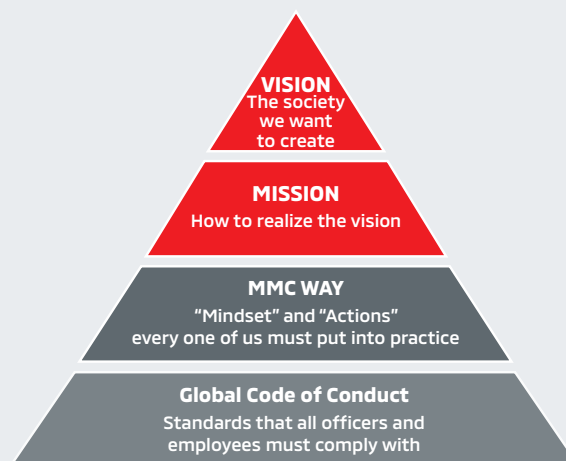 VISION
The society
we want
to create
MISSION
How to realize the vision
MMC WAY
“Mindset” and “Actions”
every one of us must put into practice
Global Code of Conduct
Standards that all officers and
employees must comply with